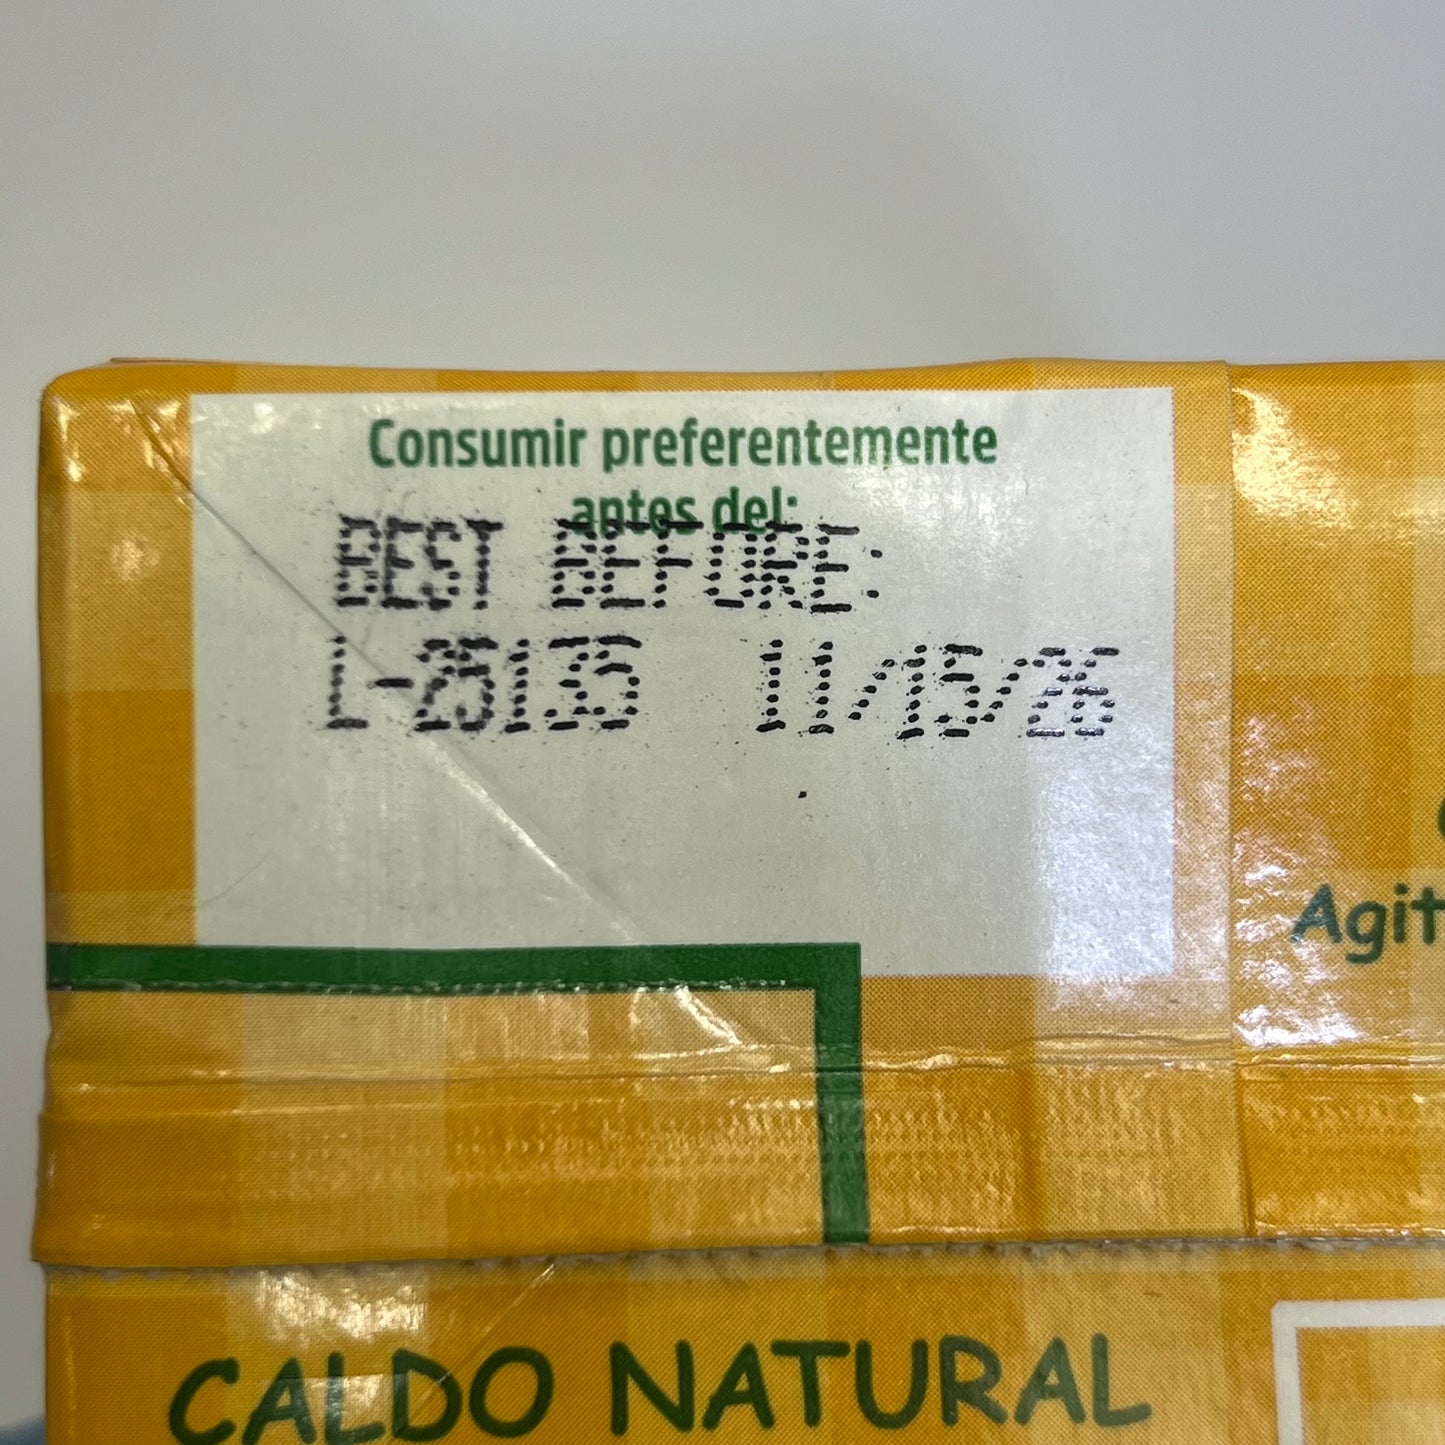 Consumir preferentemente
antes del:
BEST BEFORE:
L-25135 11/15/26
Agit
CALDO NATURAL